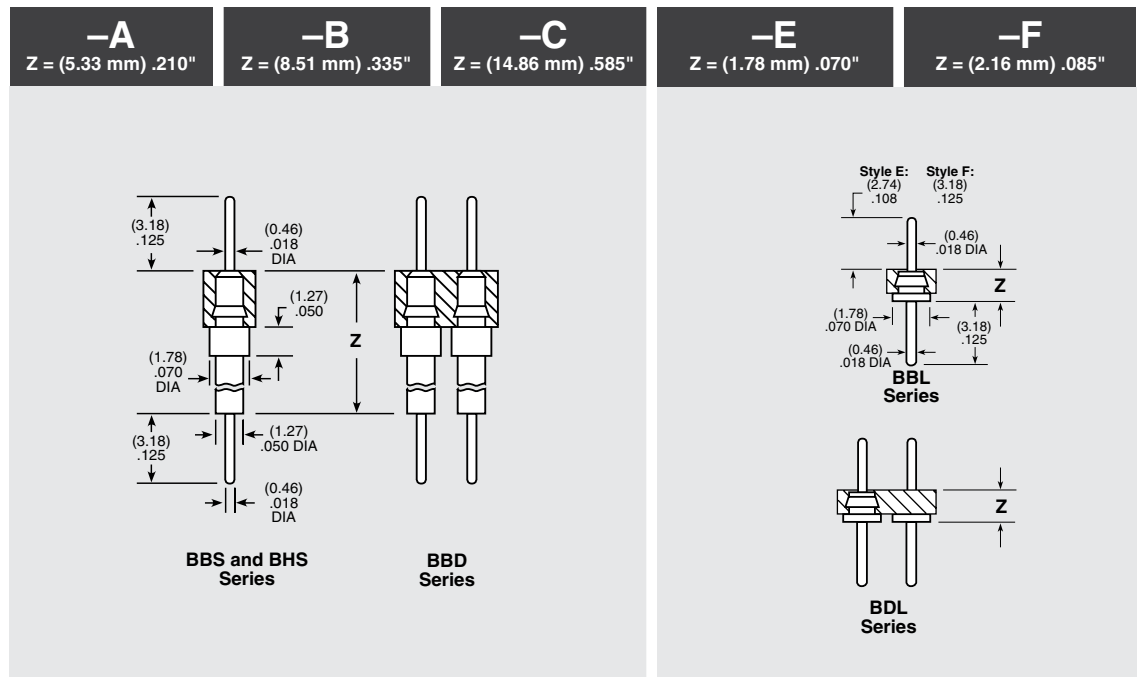 –A
Z = (5.33 mm) .210"
–B
Z = (8.51 mm) .335"
–C
Z = (14.86 mm) .585"
–E
Z = (1.78 mm) .070"
–F
Z = (2.16 mm) .085"
(3.18)
.125
(0.46)
.018
DIA
(1.27)
.050
Z
(1.78)
.070
DIA
(3.18)
.125
(1.27)
.050 DIA
(0.46)
.018
DIA
BBS and BHS
Series
BBD
Series
Style E:
(2.74)
.108
Style F:
(3.18)
.125
(0.46)
.018 DIA
Z
(1.78)
.070 DIA
(3.18)
.125
(0.46)
.018 DIA
BBL
Series
Z
BDL
Series